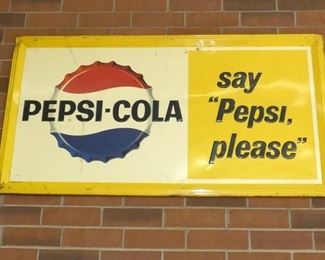 PEPSI-COLA
say
"Pepsi,
please"